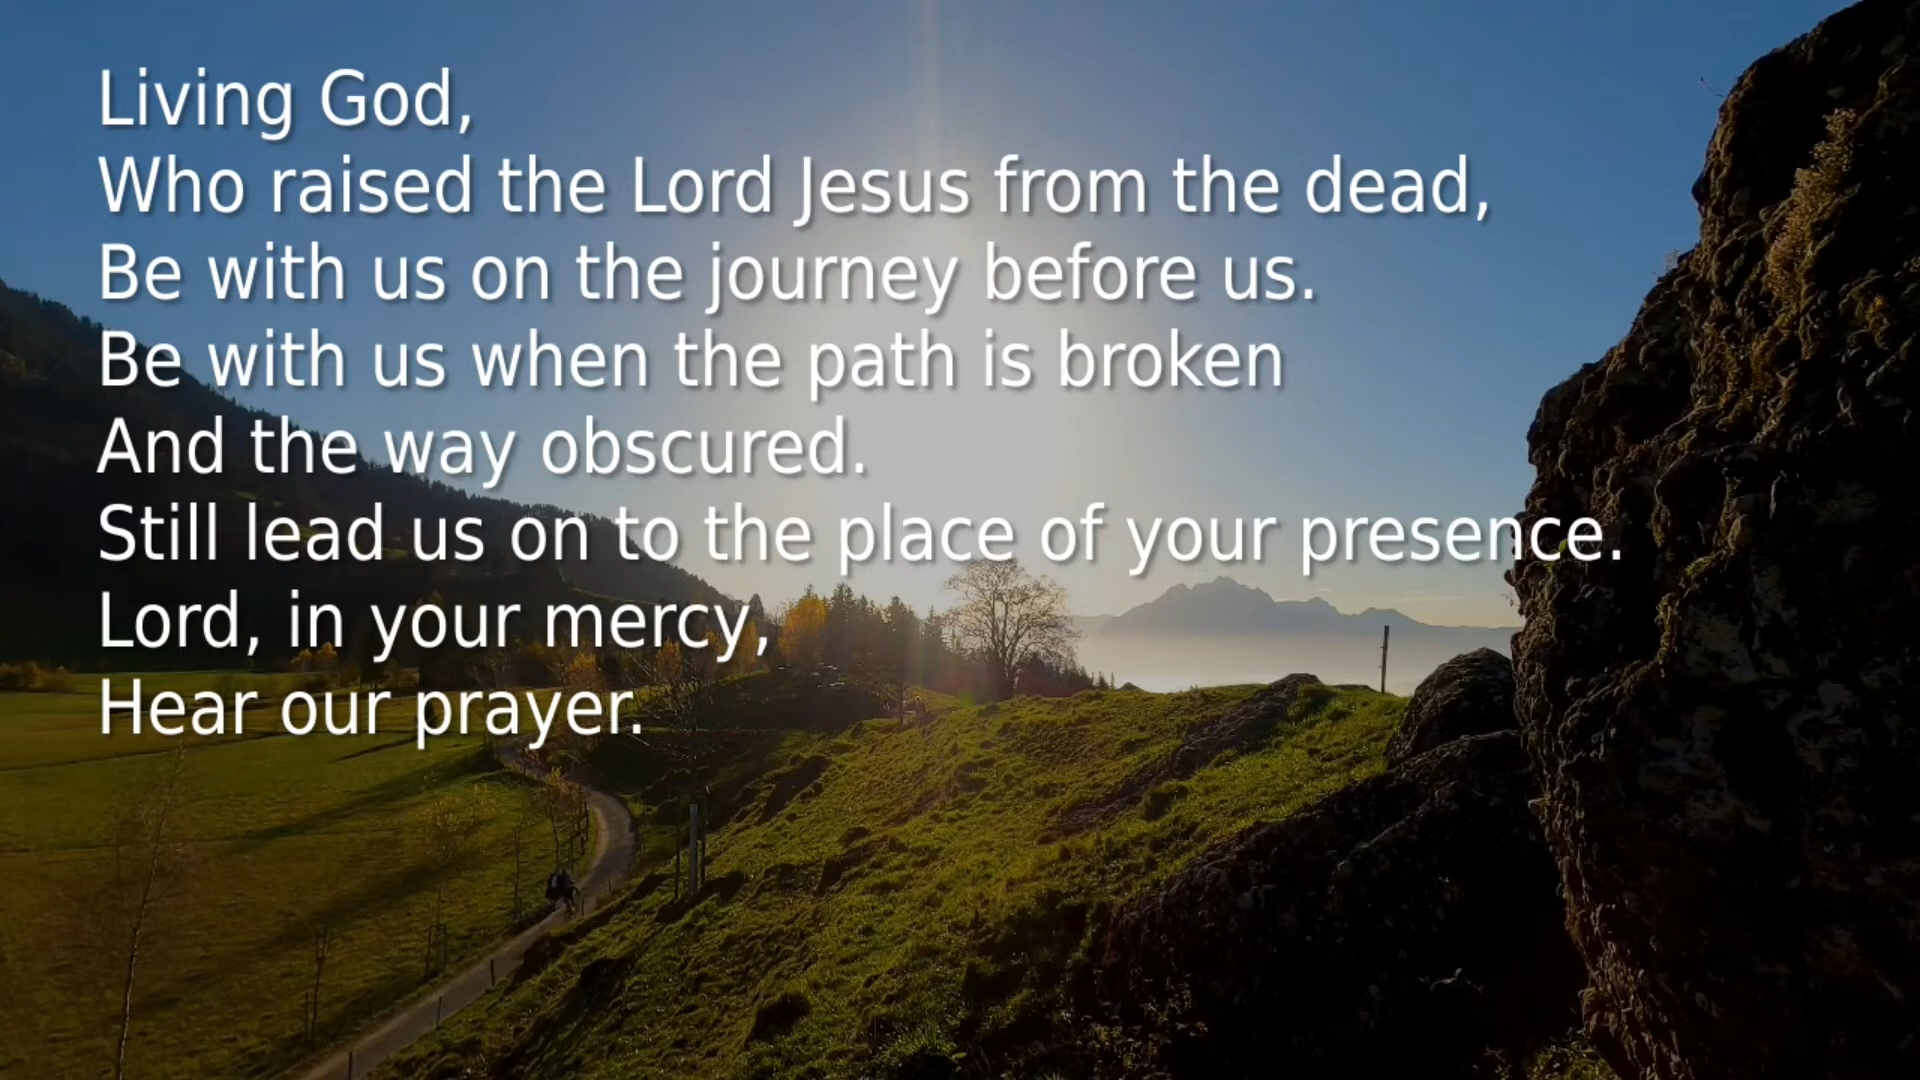 Living God,
Who raised the Lord Jesus from the dead,
Be with us on the journey before us.
Be with us when the path is broken
And the way obscured.
Still lead us on to the place of your presence.
Lord, in your mercy,
Hear our prayer.